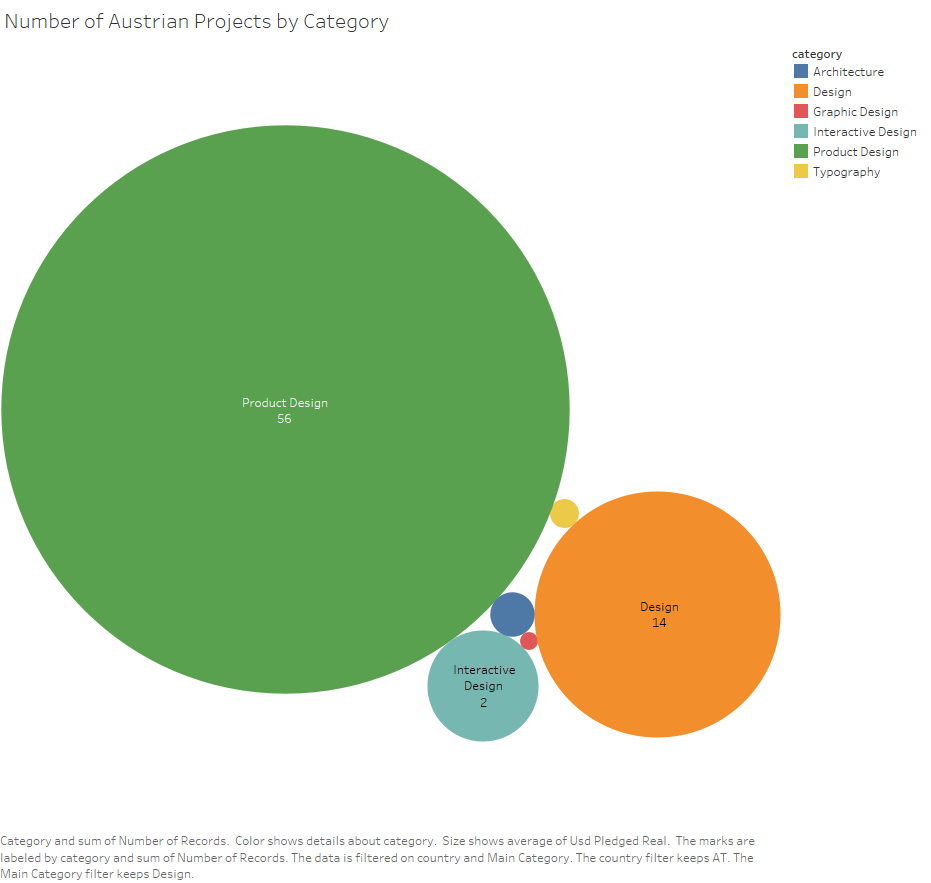 Number of Austrian Projects by Category
category
Architecture
Design
Graphic Design
Interactive Design
Product Design
Typography
Product Design
56
Design
14
Interactive
Design
2
Category and sum of Number of Records.  Color shows details about category.  Size shows average of Usd Pledged Real.  The marks are
labeled by category and sum of Number of Records. The data is filtered on country and Main Category. The country filter keeps AT. The
Main Category filter keeps Design.